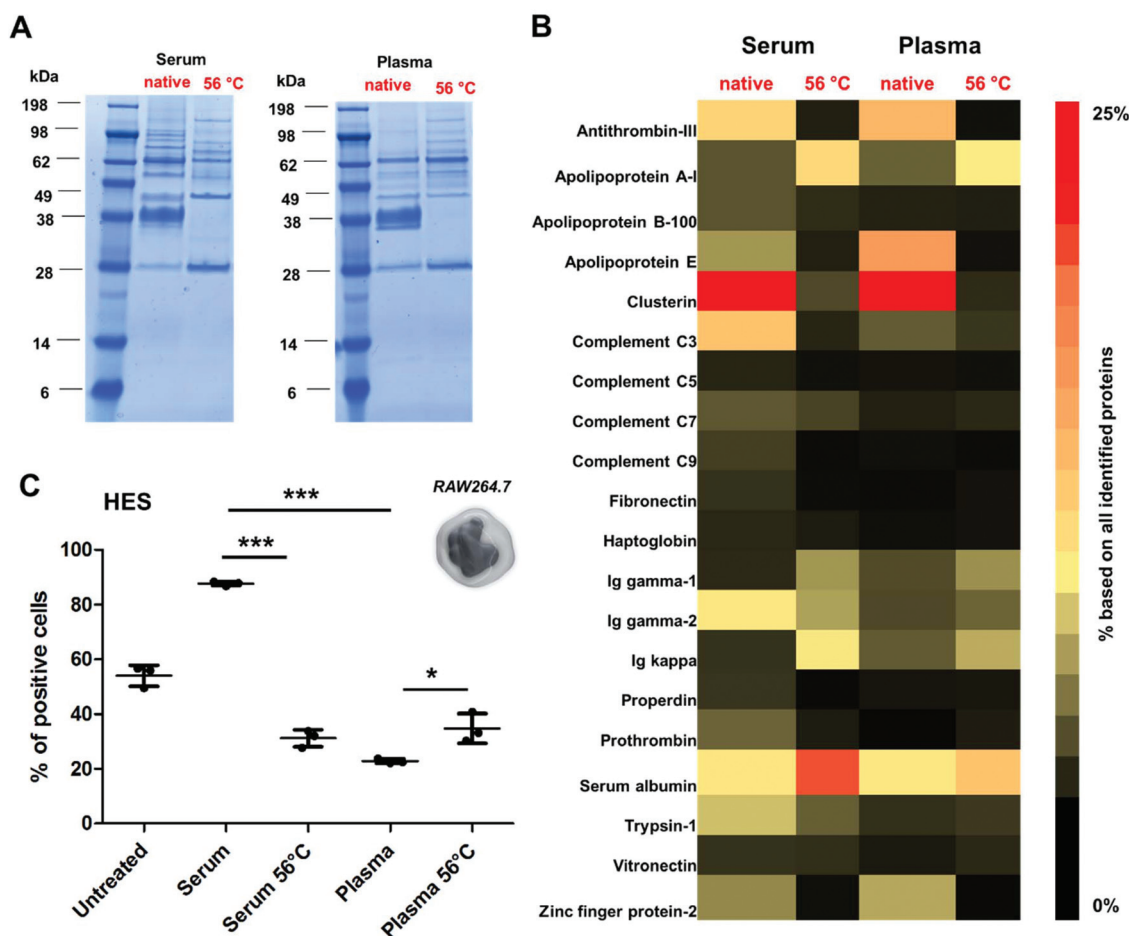 A
Serum
kDa
native 56 °C
198
98
62
49
38
28
14
6
Plasma
kDa
native 56 °C
198
98
62
49
38
28
14
6
B
Serum Plasma
native 56 °C native 56 °C
Antithrombin-III
Apolipoprotein A-I
Apolipoprotein B-100
Apolipoprotein E
Clusterin
Complement C3
Complement C5
Complement C7
Complement C9
Fibronectin
Haptoglobin
Ig gamma-1
Ig gamma-2
Ig kappa
Properdin
Prothrombin
Serum albumin
Trypsin-1
Vitronectin
Zinc finger protein-2
25%
% based on all identified proteins
0%
C
HES
RAW264.7
***
***
*
% of positive cells
100
80
60
40
20
0
Untreated
Serum
Serum 56°C
Plasma
Plasma 56°C